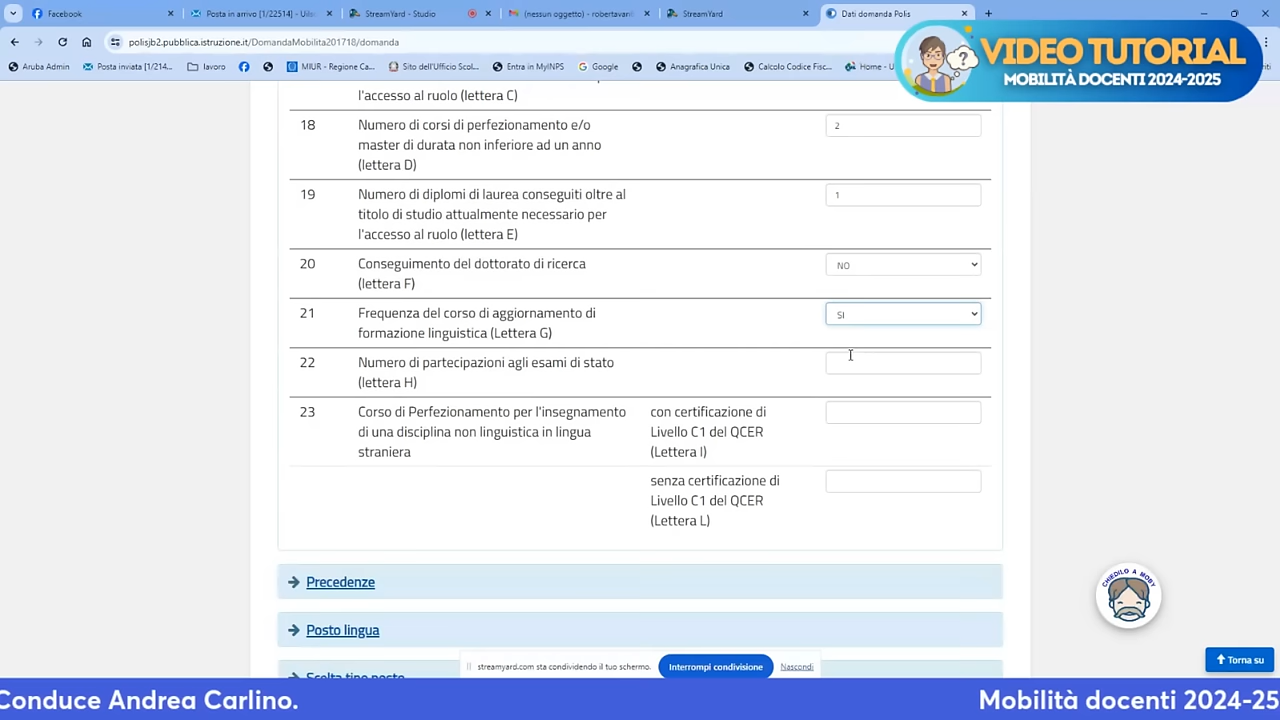 Facebook
Posta in arrivo [1/22514] - Uilsc
StreamYard - Studio
(nessun oggetto) - robertavarili
StreamYard
Dati domanda Polis
polisjb2.pubblica.istruzione.it/DomandaMobilita201718/domanda
Aruba Admin
Posta inviata [1/214...
lavoro
MIUR - Regione Ca...
Sito dell'Ufficio Scol...
Entra in MyINPS
Google
Anagrafica Unica
Calcolo Codice Fisc...
Home - U
VIDEO TUTORIAL
MOBILITÀ DOCENTI 2024-2025
l'accesso al ruolo (lettera C)
18 Numero di corsi di perfezionamento e/o 2
master di durata non inferiore ad un anno
(lettera D)
19 Numero di diplomi di laurea conseguiti oltre al 1
titolo di studio attualmente necessario per
l'accesso al ruolo (lettera E)
20 Conseguimento del dottorato di ricerca NO
(lettera F)
21 Frequenza del corso di aggiornamento di SI
formazione linguistica (Lettera G)
22 Numero di partecipazioni agli esami di stato
(lettera H)
23 Corso di Perfezionamento per l'insegnamento con certificazione di
di una disciplina non linguistica in lingua Livello C1 del QCER
straniera (Lettera I)
senza certificazione di
Livello C1 del QCER
(Lettera L)
Precedenze
CHIEDILO A MOBY
Posto lingua
Torna su
streamyard.com sta condividendo il tuo schermo. Interrompi condivisione Nascondi
Scelta tipo posto
Conduce Andrea Carlino. Mobilità docenti 2024-25